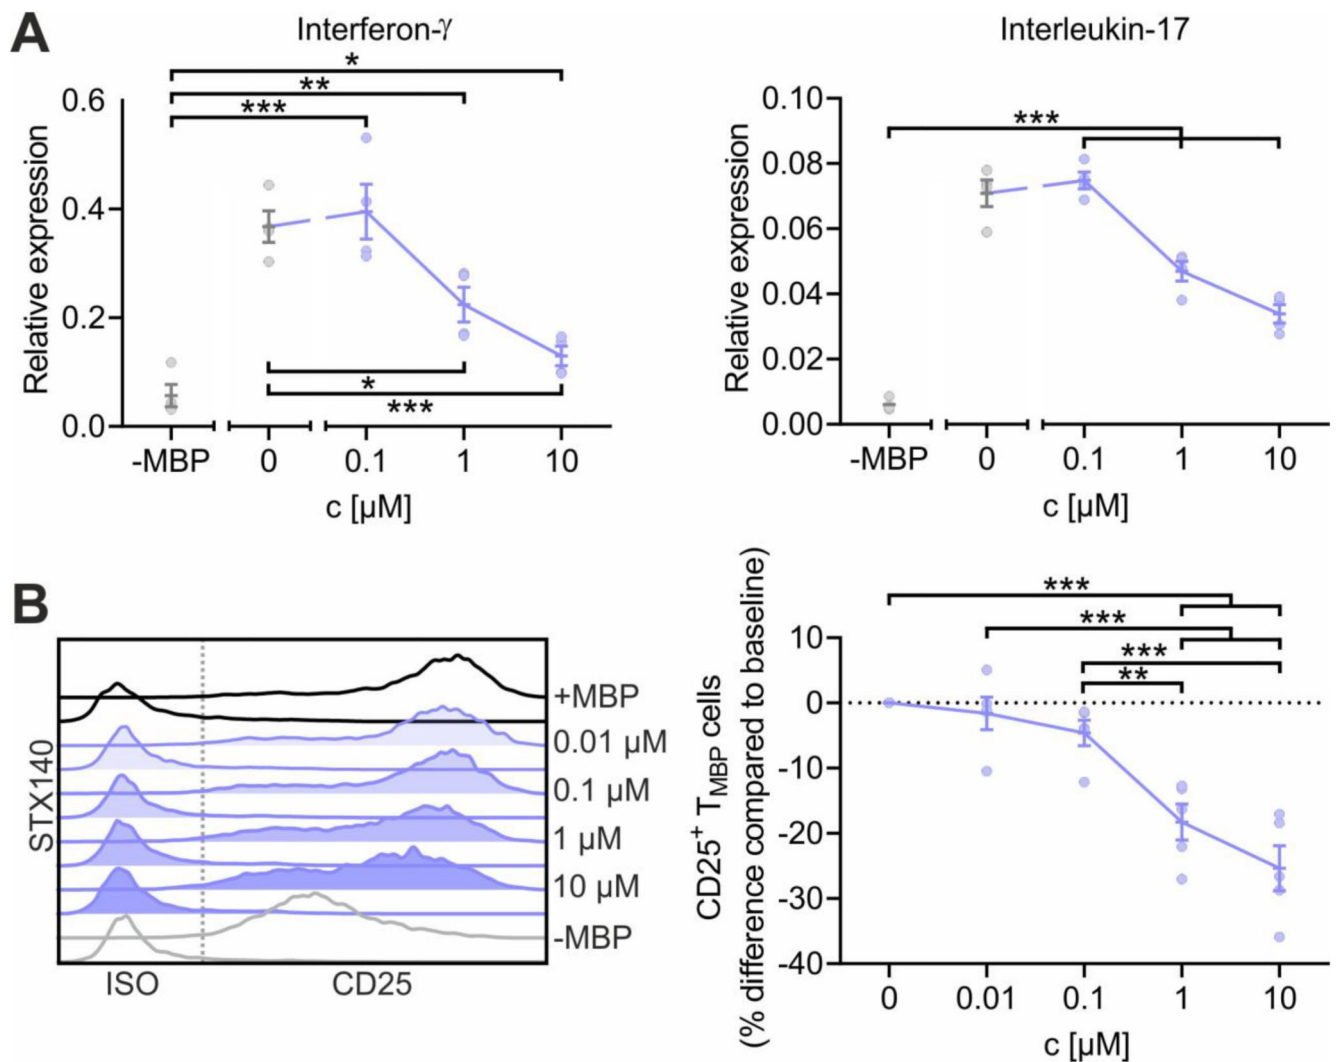 A
Interferon-γ
Interleukin-17
*
**
***
Relative expression
0.6
0.4
0.2
0.0
*
***
-MBP 0 0.1 1 10
c [µM]
***
Relative expression
0.10
0.08
0.06
0.04
0.02
0.00
-MBP 0 0.1 1 10
c [µM]
B
STX140
+MBP
0.01 µM
0.1 µM
1 µM
10 µM
-MBP
ISO CD25
***
***
***
**
CD25+ TMBP cells
(% difference compared to baseline)
10
0
-10
-20
-30
-40
0 0.01 0.1 1 10
c [µM]